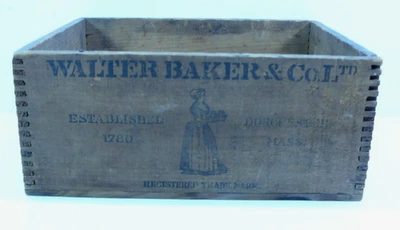 WALTER BAKER & Co. LTD
ESTABLISHED
1780
DORCHESTER
MASS.
REGISTERED TRADE MARK